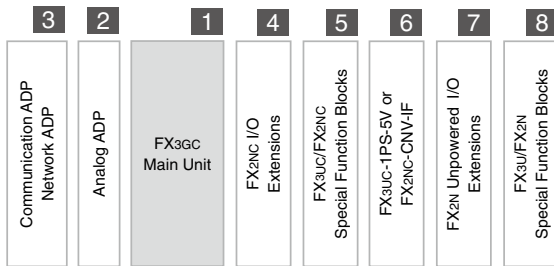 3
2
1
4
5
6
7
8
Communication ADP
Network ADP
Analog ADP
FX3GC
Main Unit
FX2NC I/O
Extensions
FX3UC/FX2NC
Special Function Blocks
FX3UC-1PS-5V or
FX2NC-CNV-IF
FX2N Unpowered I/O
Extensions
FX3U/FX2N
Special Function Blocks